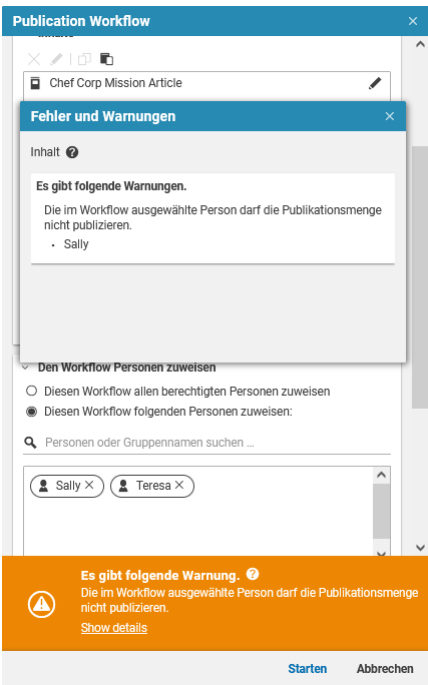 Publication Workflow
Chef Corp Mission Article
Fehler und Warnungen
Inhalt
Es gibt folgende Warnungen.
Die im Workflow ausgewählte Person darf die Publikationsmenge
nicht publizieren.
• Sally
Den Workflow Personen zuweisen
Diesen Workflow allen berechtigten Personen zuweisen
Diesen Workflow folgenden Personen zuweisen:
Personen oder Gruppennamen suchen ...
Sally Teresa
Es gibt folgende Warnung.
Die im Workflow ausgewählte Person darf die Publikationsmenge
nicht publizieren.
Show details
Starten Abbrechen